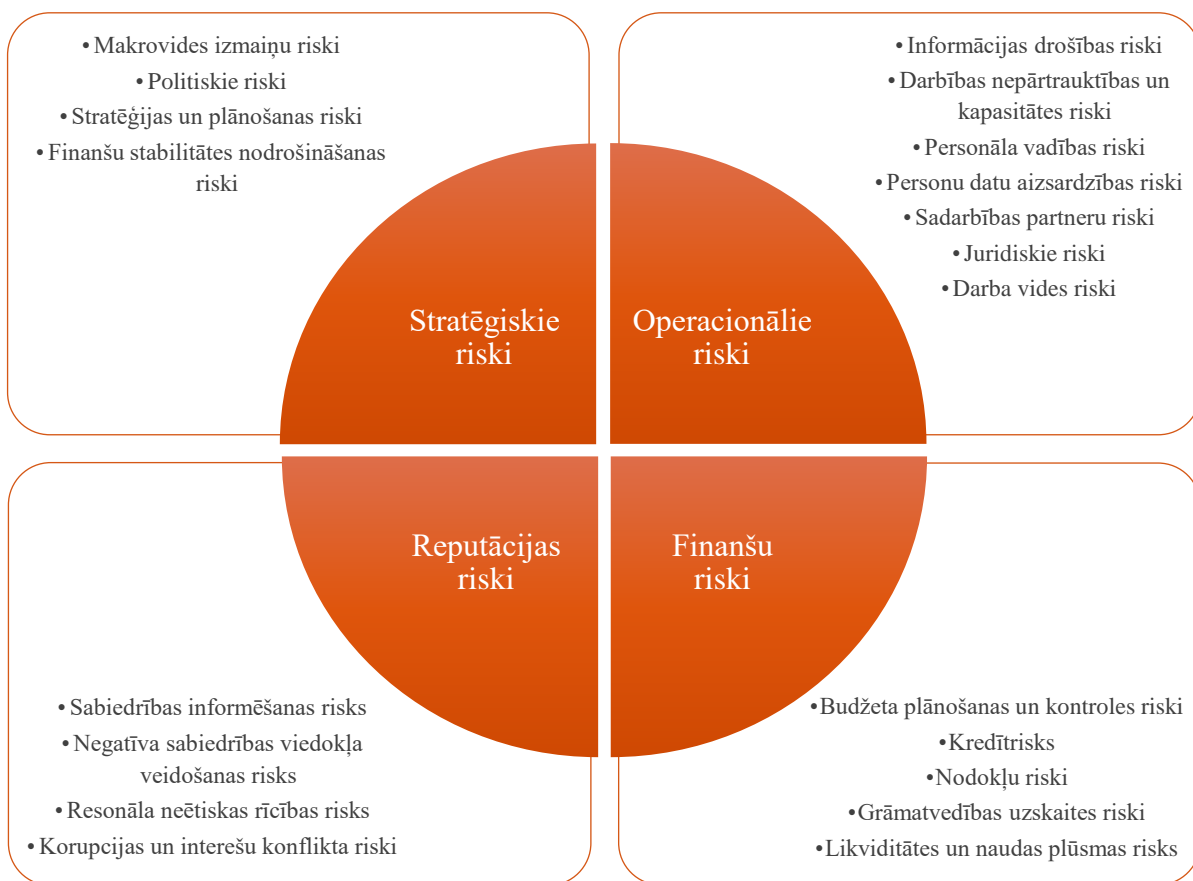 • Makrovides izmaiņu riski
• Politiskie riski
• Stratēģijas un plānošanas riski
• Finanšu stabilitātes nodrošināšanas
riski
• Informācijas drošības riski
• Darbības nepārtrauktības un
kapasitātes riski
• Personāla vadības riski
• Personu datu aizsardzības riski
• Sadarbības partneru riski
• Juridiskie riski
• Darba vides riski
Stratēgiskie
riski
Operacionālie
riski
Reputācijas
riski
Finanšu
riski
• Sabiedrības informēšanas risks
• Negatīva sabiedrības viedokļa
veidošanas risks
• Resonāla neētiskas rīcības risks
• Korupcijas un interešu konflikta riski
• Budžeta plānošanas un kontroles riski
• Kredītrisks
• Nodokļu riski
• Grāmatvedības uzskaites riski
• Likviditātes un naudas plūsmas risks